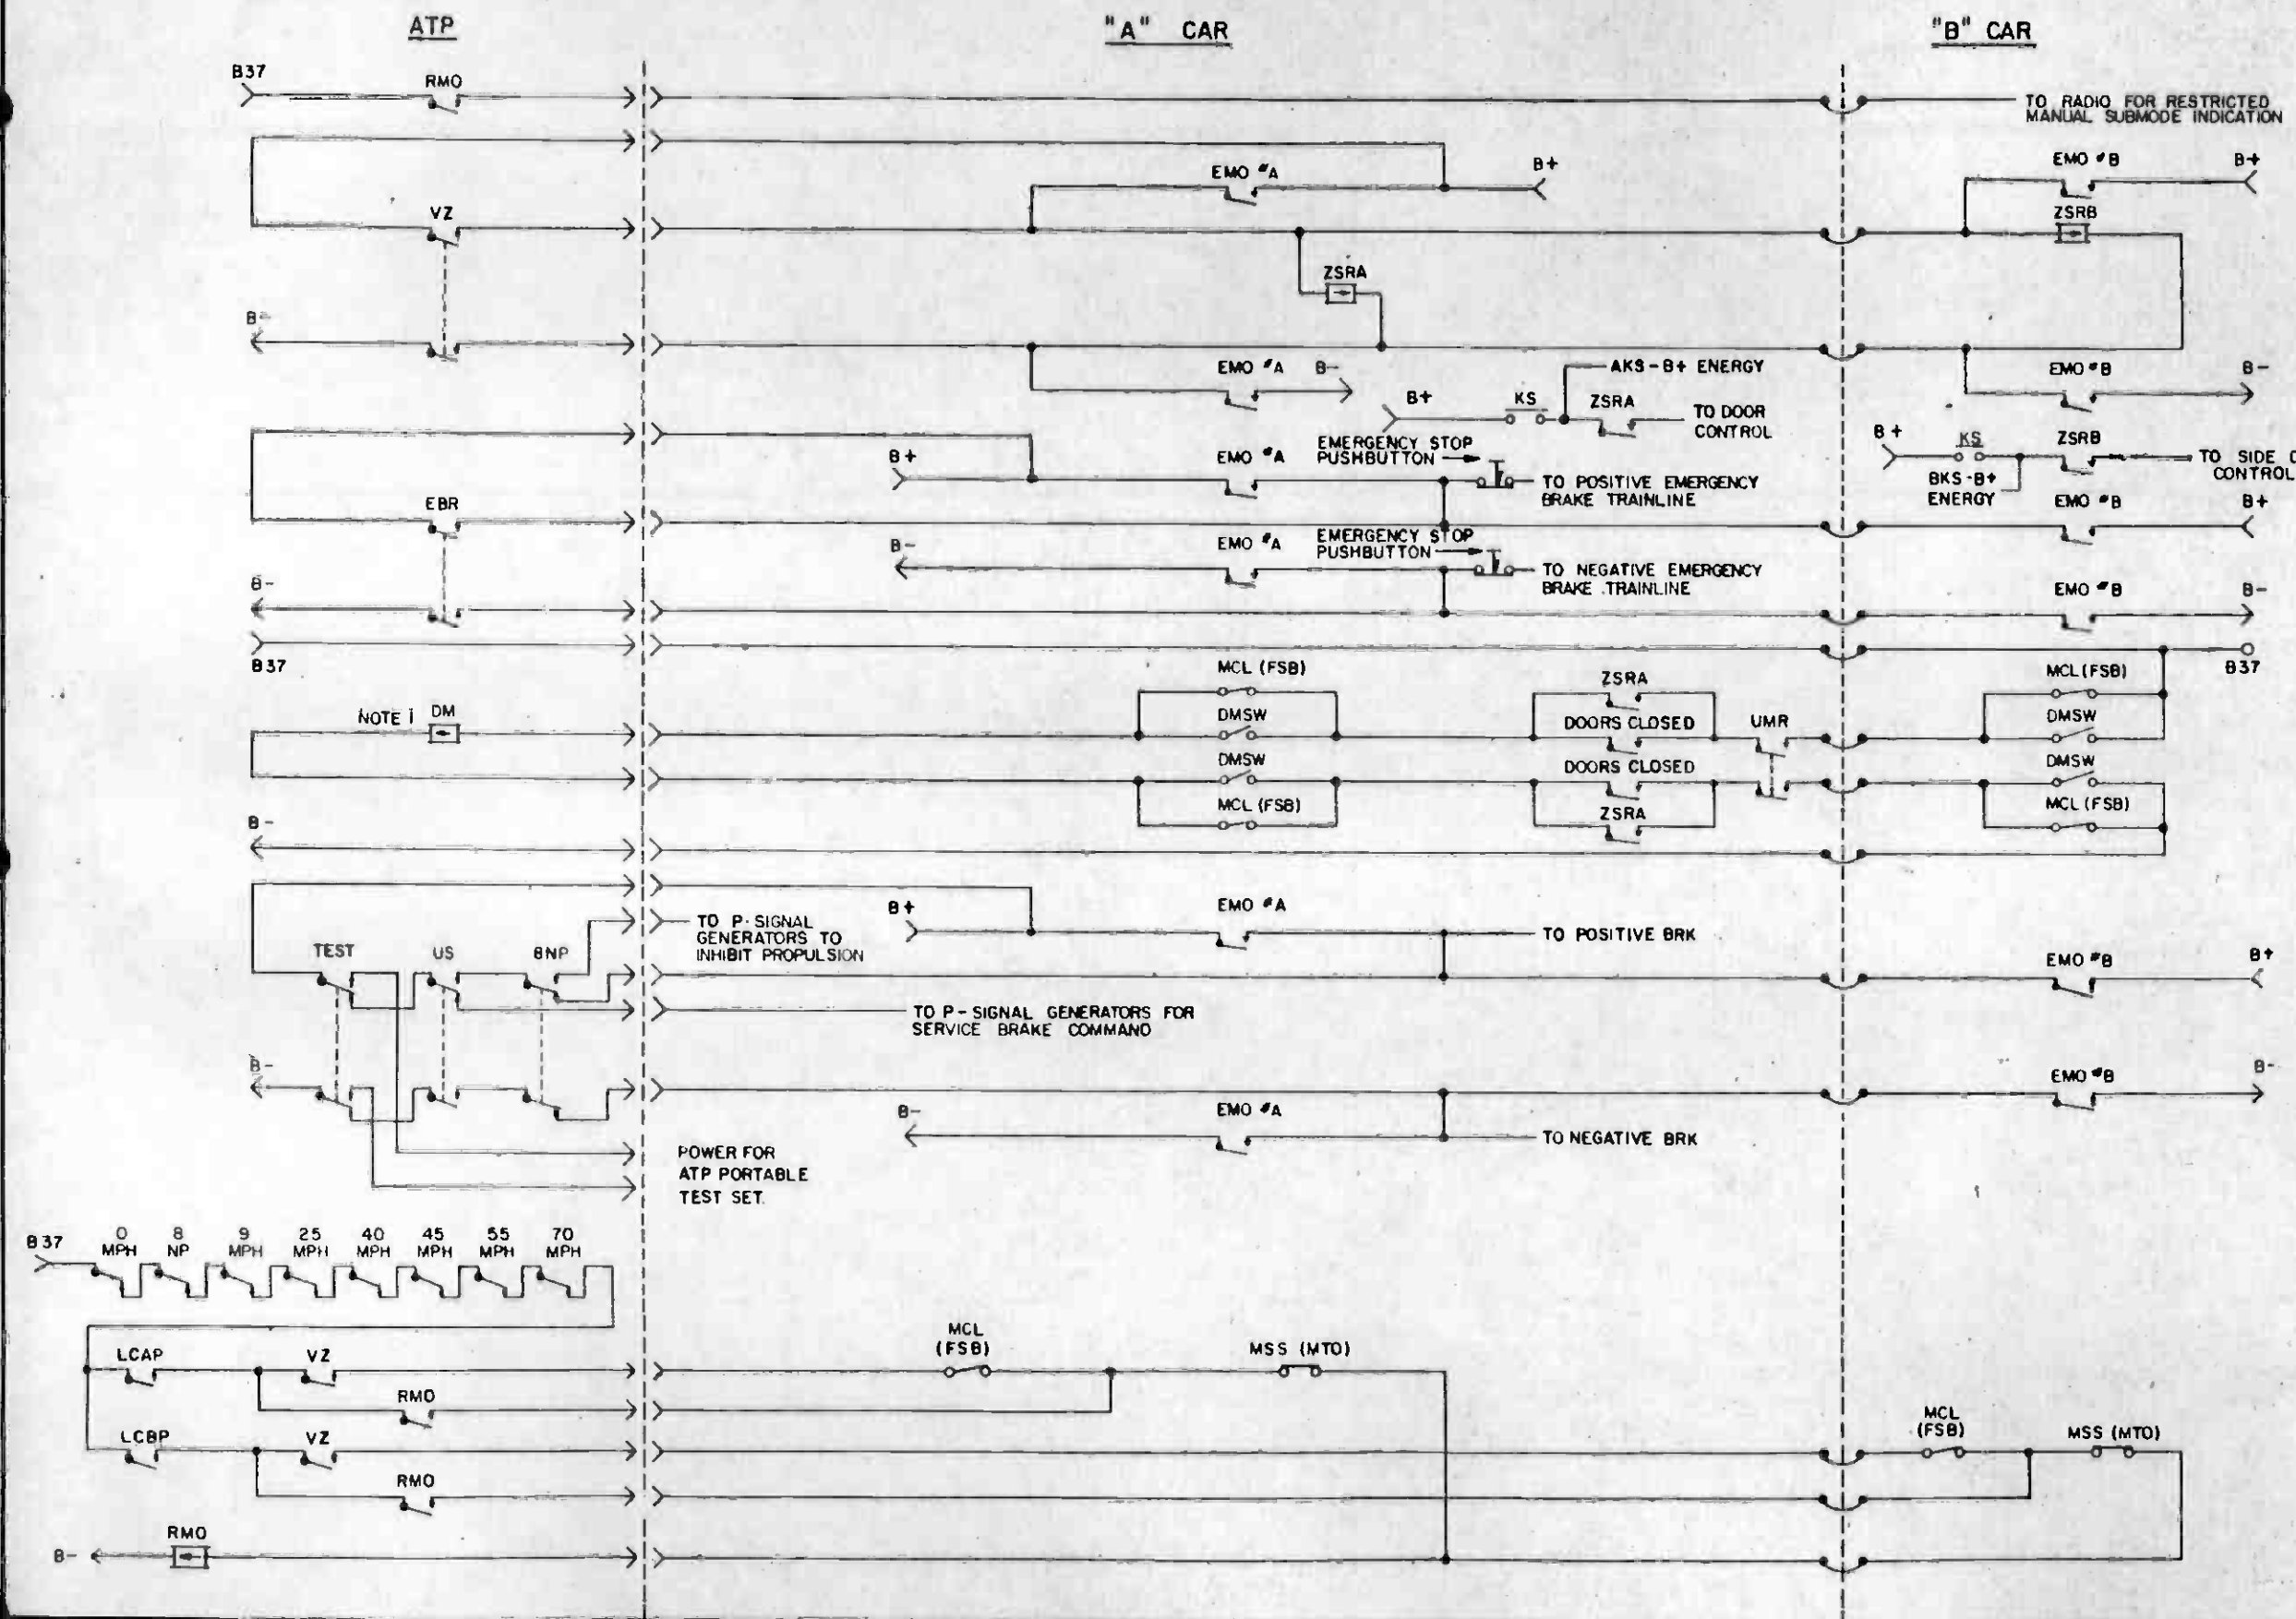 ATP
"A" CAR
"B" CAR
B37
RMO
TO RADIO FOR RESTRICTED
MANUAL SUBMODE INDICATION
EMO #A
B+
EMO #B
B+
VZ
ZSRB
ZSRA
B-
EMO #A
B-
AKS-B+ ENERGY
EMO #B
B-
B+
KS
ZSRA
TO DOOR
CONTROL
B+
EMO #A
EMERGENCY STOP
PUSHBUTTON
TO POSITIVE EMERGENCY
BRAKE TRAINLINE
B+
KS
ZSRB
TO SIDE
CONTROL
BKS-B+
ENERGY
EBR
EMO #B
B+
B-
EMO #A
EMERGENCY STOP
PUSHBUTTON
TO NEGATIVE EMERGENCY
BRAKE TRAINLINE
B-
EMO #B
B-
B37
B37
MCL (FSB)
ZSRA
MCL (FSB)
NOTE 1
DM
DMSW
DOORS CLOSED
UMR
DMSW
DMSW
DOORS CLOSED
DMSW
MCL (FSB)
ZSRA
MCL (FSB)
B-
TO P-SIGNAL
GENERATORS TO
INHIBIT PROPULSION
B+
EMO #A
TO POSITIVE BRK
TEST
US
BNP
EMO #B
B+
TO P-SIGNAL GENERATORS FOR
SERVICE BRAKE COMMAND
B-
EMO #B
B-
B-
EMO #A
TO NEGATIVE BRK
POWER FOR
ATP PORTABLE
TEST SET.
B37
0
MPH
8
NP
9
MPH
25
MPH
40
MPH
45
MPH
55
MPH
70
MPH
LCAP
VZ
MCL
(FSB)
MSS (MTO)
RMO
LCBP
VZ
MCL
(FSB)
MSS (MTO)
RMO
RMO
B-